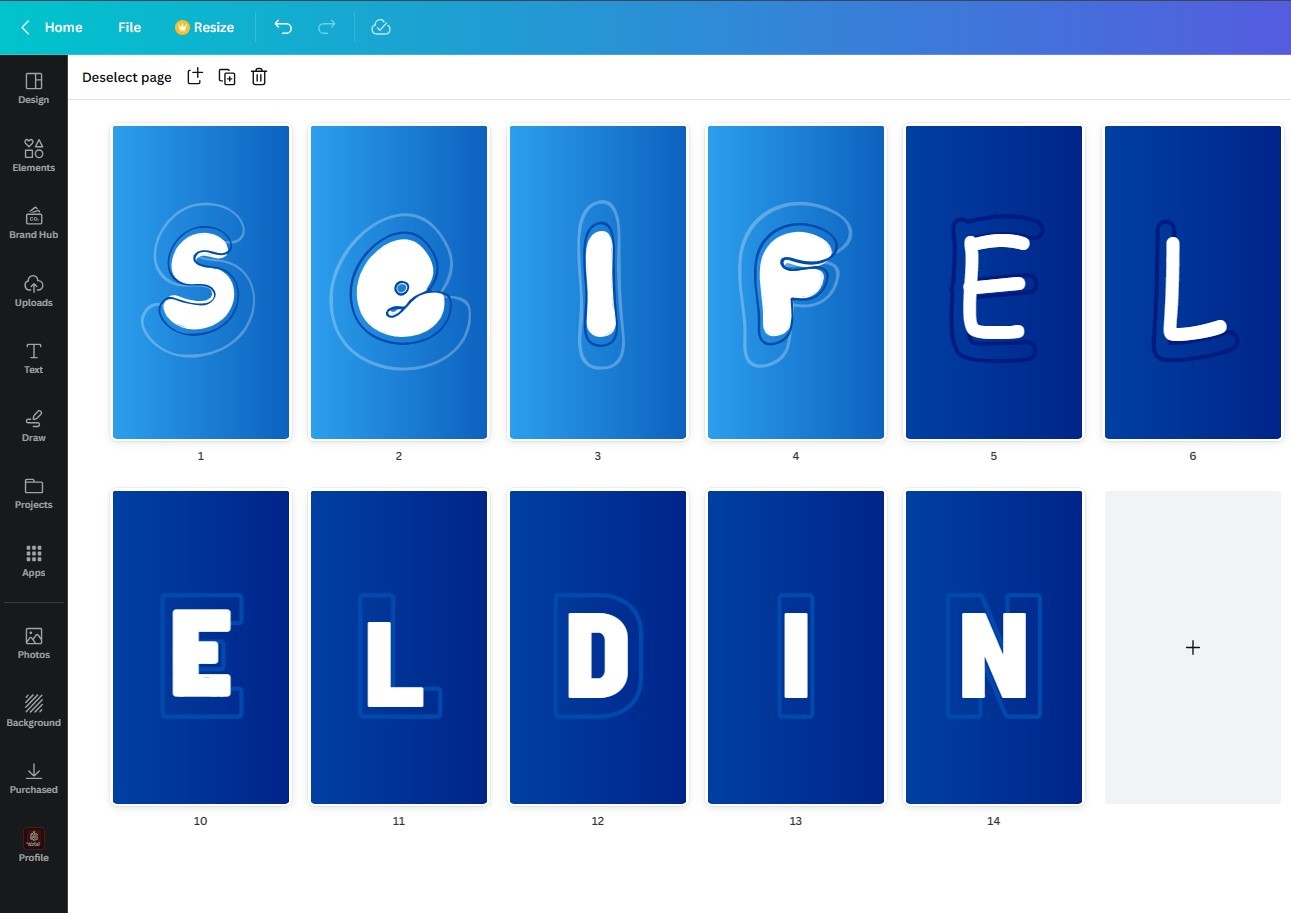 Home File Resize
Deselect page
Design
Elements
CO.
Brand Hub
Uploads
Text
Draw
Projects
Apps
Photos
Background
Purchased
Profile
S e I F E L
1 2 3 4 5 6
E L D I N
10 11 12 13 14